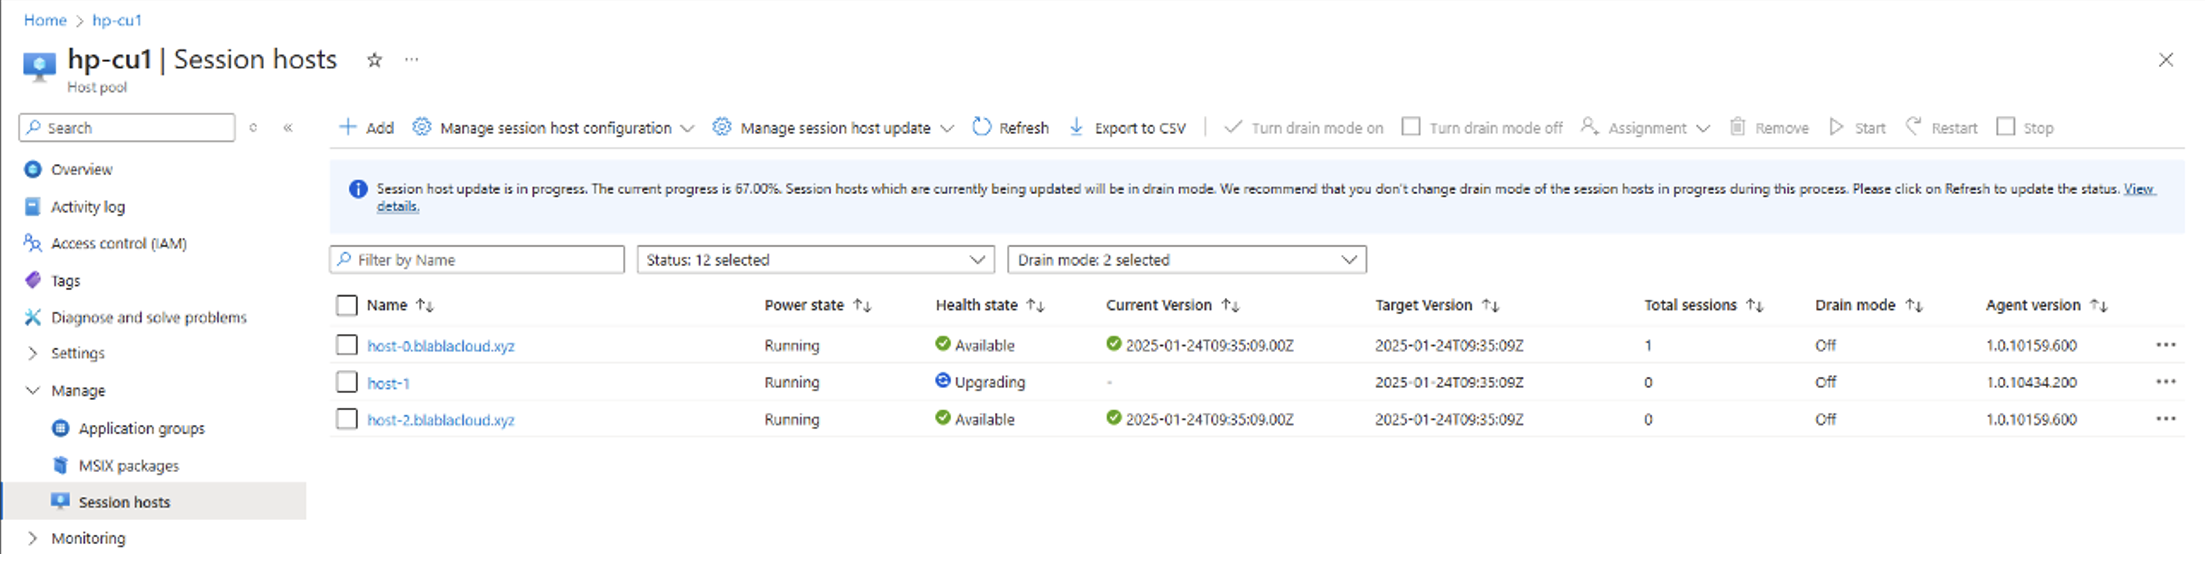 Home > hp-cu1
hp-cu1 | Session hosts
Host pool
Search
Overview
Activity log
Access control (IAM)
Tags
Diagnose and solve problems
Settings
Manage
Application groups
MSIX packages
Session hosts
Monitoring
Add Manage session host configuration Manage session host update Refresh Export to CSV Turn drain mode on Turn drain mode off Assignment Remove Start Restart Stop
Session host update is in progress. The current progress is 67.00%. Session hosts which are currently being updated will be in drain mode. We recommend that you don't change drain mode of the session hosts in progress during this process. Please click on Refresh to update the status. View
details.
Filter by Name Status: 12 selected Drain mode: 2 selected
Name Power state Health state Current Version Target Version Total sessions Drain mode Agent version
host-0.blablacloud.xyz Running Available 2025-01-24T09:35:09.00Z 2025-01-24T09:35:09Z 1 Off 1.0.10159.600
host-1 Running Upgrading - 2025-01-24T09:35:09Z 0 Off 1.0.10434.200
host-2.blablacloud.xyz Running Available 2025-01-24T09:35:09.00Z 2025-01-24T09:35:09Z 0 Off 1.0.10159.600